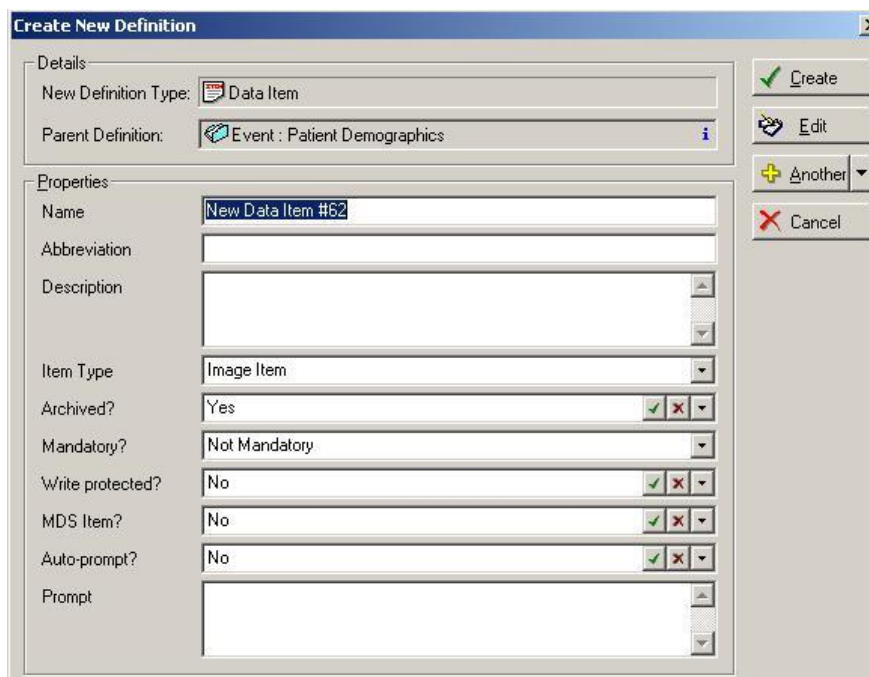 Create New Definition
Details
New Definition Type: Data Item
Parent Definition: Event : Patient Demographics i
Properties
Name New Data Item #62
Abbreviation
Description
Item Type Image Item
Archived? Yes
Mandatory? Not Mandatory
Write protected? No
MDS Item? No
Auto-prompt? No
Prompt
Create
Edit
Another
Cancel